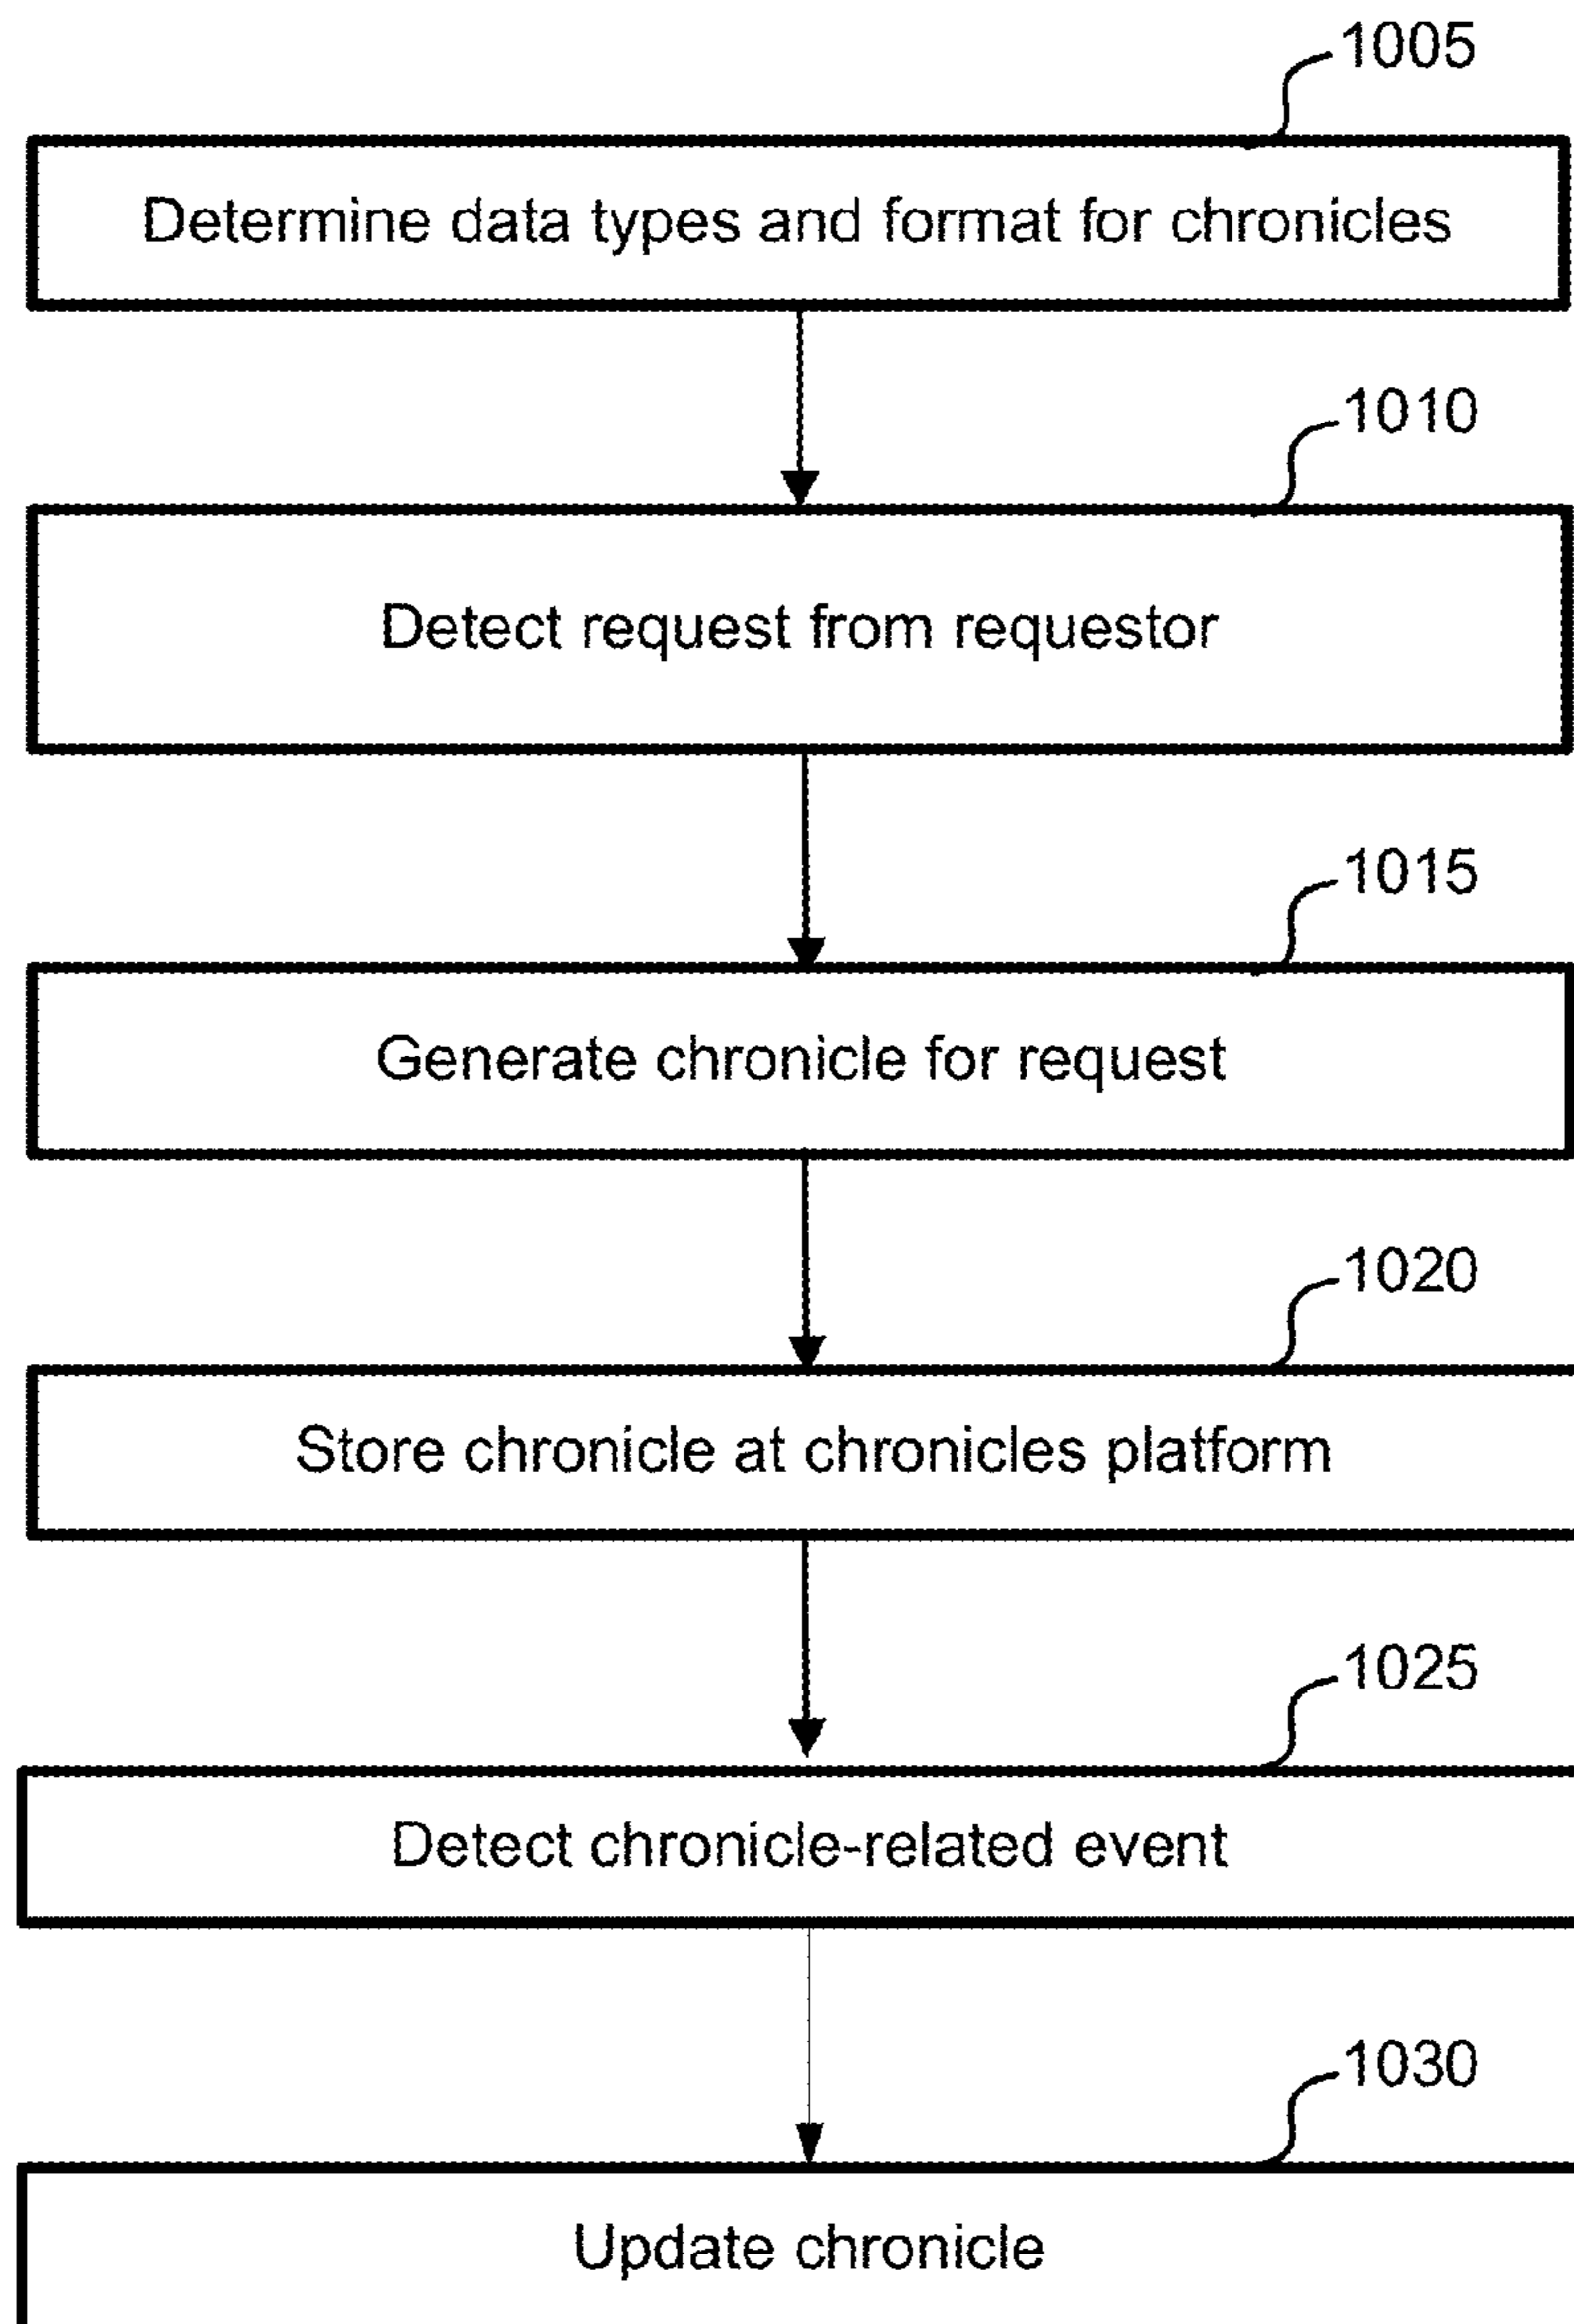 1005
Determine data types and format for chronicles
1010
Detect request from requestor
1015
Generate chronicle for request
1020
Store chronicle at chronicles platform
1025
Detect chronicle-related event
1030
Update chronicle